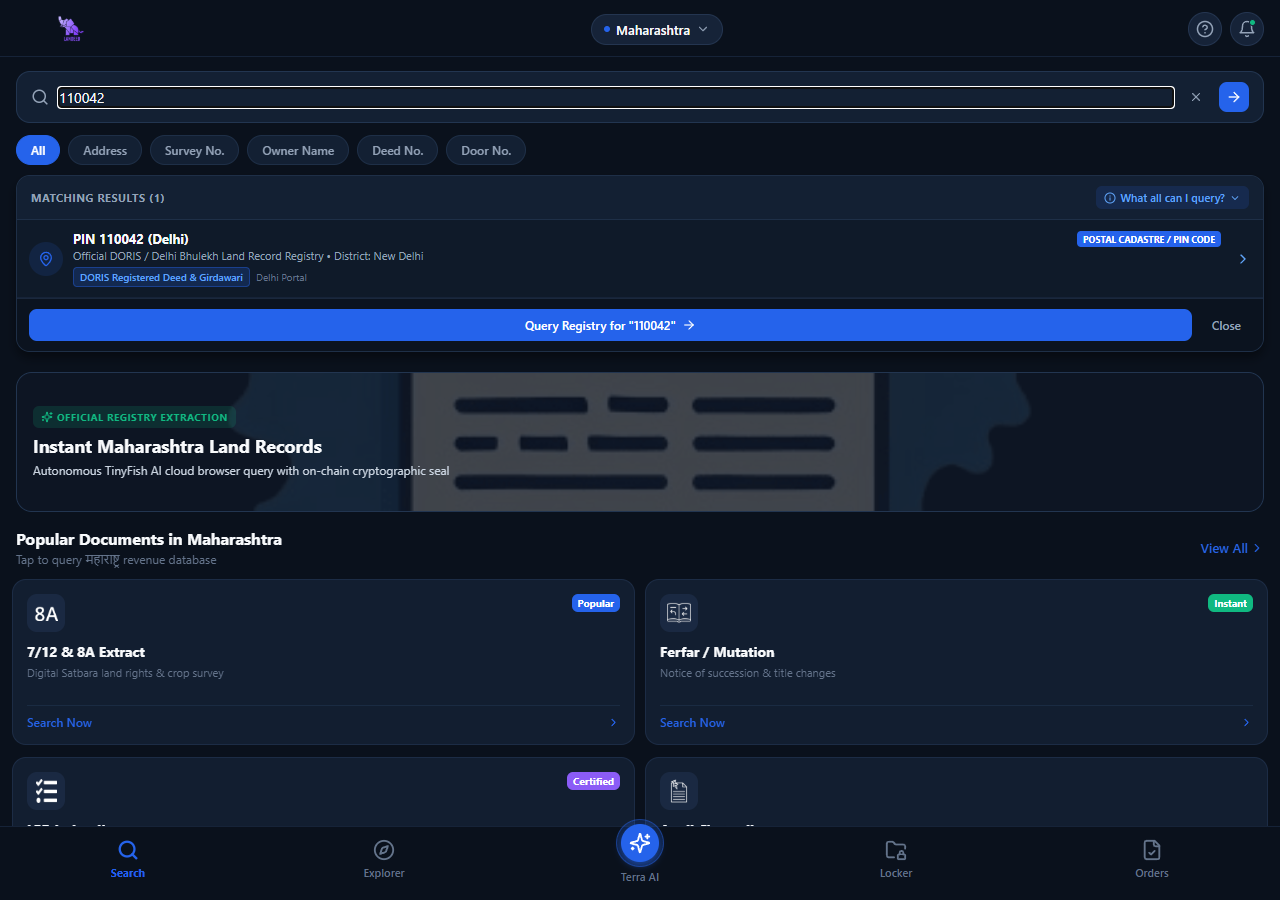 Maharashtra
110042
All
Address
Survey No.
Owner Name
Deed No.
Door No.
MATCHING RESULTS (1)
What all can I query?
PIN 110042 (Delhi)
POSTAL CADASTRE / PIN CODE
Official DORIS / Delhi Bhulekh Land Record Registry • District: New Delhi
DORIS Registered Deed & Girdawari
Delhi Portal
Query Registry for "110042" →
Close
OFFICIAL REGISTRY EXTRACTION
Instant Maharashtra Land Records
Autonomous TinyFish AI cloud browser query with on-chain cryptographic seal
Popular Documents in Maharashtra
Tap to query महाराष्ट्र revenue database
View All
8A
Popular
7/12 & 8A Extract
Digital Satbara land rights & crop survey
Search Now
Instant
Ferfar / Mutation
Notice of succession & title changes
Search Now
Certified
Search
Explorer
Terra AI
Locker
Orders